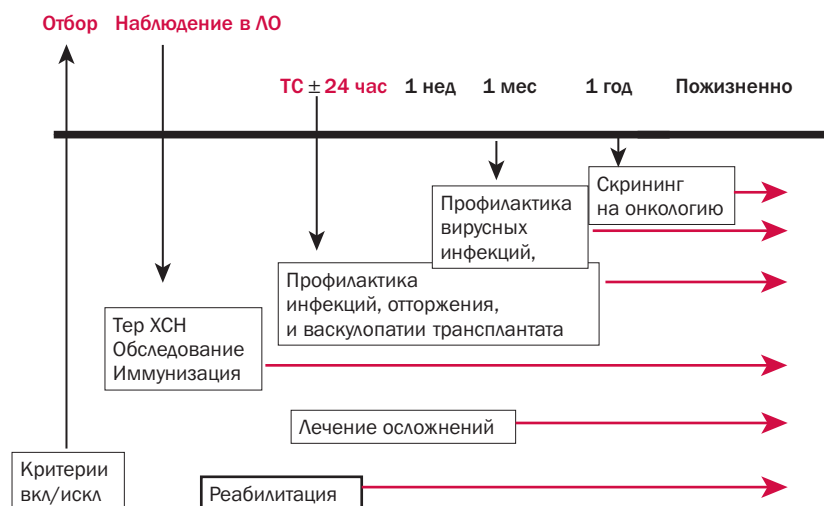 Отбор Наблюдение в ЛО
ТС ± 24 час 1 нед 1 мес 1 год Пожизненно
Скрининг
на онкологию
Профилактика
вирусных
инфекций,
Профилактика
инфекций, отторжения,
и васкулопатии трансплантата
Тер ХСН
Обследование
Иммунизация
Лечение осложнений
Критерии
вкл/искл
Реабилитация